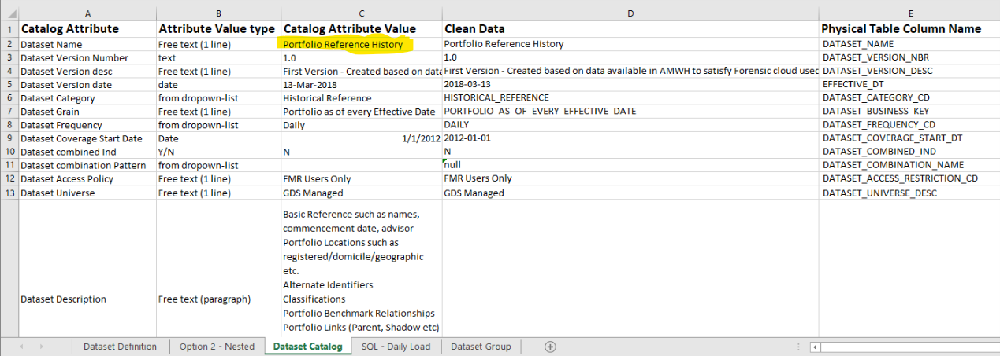 A B C D E
1 Catalog Attribute Attribute Value type Catalog Attribute Value Clean Data Physical Table Column Name
2 Dataset Name Free text (1 line) Portfolio Reference History Portfolio Reference History DATASET_NAME
3 Dataset Version Number text 1.0 1.0 DATASET_VERSION_NBR
4 Dataset Version desc Free text (1 line) First Version - Created based on data First Version - Created based on data available in AMWH to satisfy Forensic cloud used DATASET_VERSION_DESC
5 Dataset Version date date 13-Mar-2018 2018-03-13 EFFECTIVE_DT
6 Dataset Category from dropown-list Historical Reference HISTORICAL_REFERENCE DATASET_CATEGORY_CD
7 Dataset Grain Free text (1 line) Portfolio as of every Effective Date PORTFOLIO_AS_OF_EVERY_EFFECTIVE_DATE DATASET_BUSINESS_KEY
8 Dataset Frequency from dropown-list Daily DAILY DATASET_FREQUENCY_CD
9 Dataset Coverage Start Date Date 1/1/2012 2012-01-01 DATASET_COVERAGE_START_DT
10 Dataset combined Ind Y/N N N DATASET_COMBINED_IND
11 Dataset combination Pattern from dropown-list null DATASET_COMBINATION_NAME
12 Dataset Access Policy Free text (1 line) FMR Users Only FMR Users Only DATASET_ACCESS_RESTRICTION_CD
13 Dataset Universe Free text (1 line) GDS Managed GDS Managed DATASET_UNIVERSE_DESC
Basic Reference such as names,
commencement date, advisor
Portfolio Locations such as
registered/domicile/geographic
etc.
Alternate Identifiers
Dataset Description Free text (paragraph) Classifications
Portfolio Benchmark Relationships
Portfolio Links (Parent, Shadow etc)
Dataset Definition Option 2 - Nested Dataset Catalog SQL - Daily Load Dataset Group